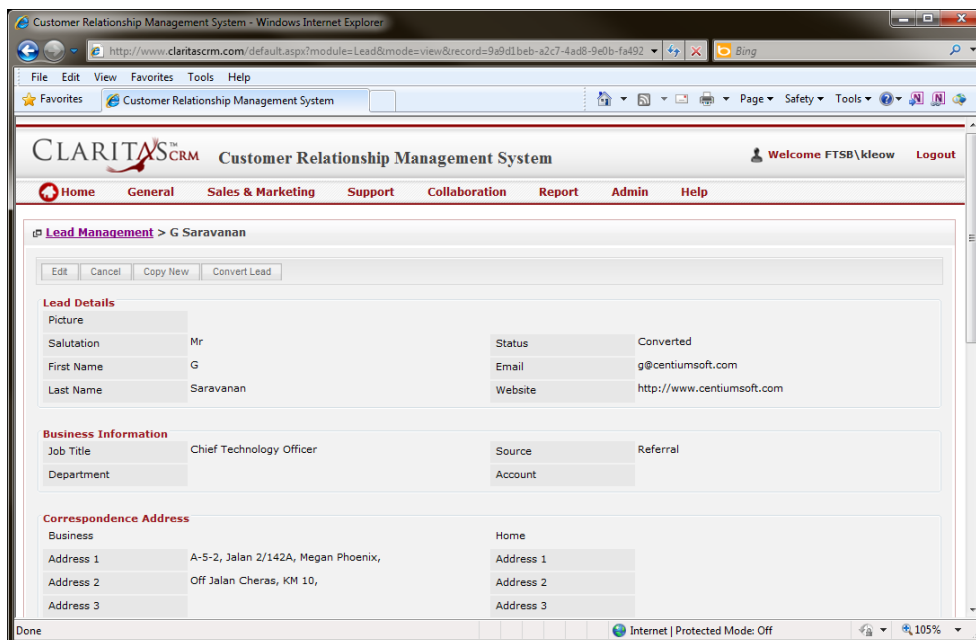 Customer Relationship Management System - Windows Internet Explorer
http://www.claritascrm.com/default.aspx?module=Lead&mode=view&record=9a9d1beb-a2c7-4ad8-9e0b-fa492
Bing
File Edit View Favorites Tools Help
Favorites Customer Relationship Management System Page Safety Tools
CLARITAS™CRM Customer Relationship Management System Welcome FTSB\kleow Logout
Home General Sales & Marketing Support Collaboration Report Admin Help
Lead Management > G Saravanan
Edit Cancel Copy New Convert Lead
Lead Details
Picture
Salutation Mr Status Converted
First Name G Email g@centiumsoft.com
Last Name Saravanan Website http://www.centiumsoft.com
Business Information
Job Title Chief Technology Officer Source Referral
Department Account
Correspondence Address
Business Home
Address 1 A-5-2, Jalan 2/142A, Megan Phoenix, Address 1
Address 2 Off Jalan Cheras, KM 10, Address 2
Address 3 Address 3
Done Internet | Protected Mode: Off 105%